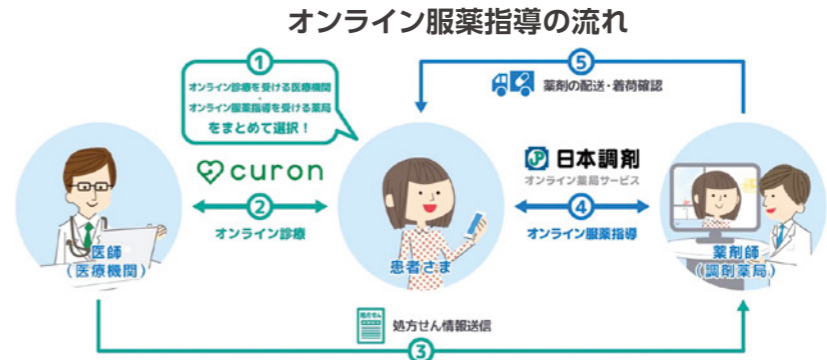 オンライン服薬指導の流れ
①
オンライン診療を受ける医療機関
+
オンライン服薬指導を受ける薬局
をまとめて選択！
⑤
薬剤の配送・着荷確認
curon
②
オンライン診療
日本調剤
オンライン薬局サービス
④
オンライン服薬指導
医師
（医療機関）
患者さま
薬剤師
（調剤薬局）
処方せん
処方せん情報送信
③